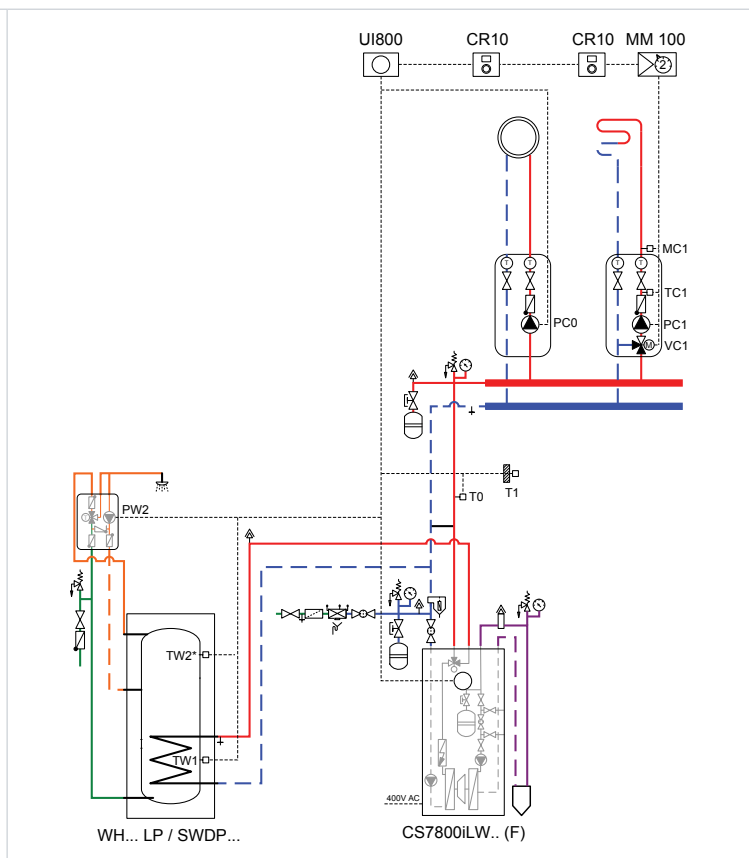 UI800 CR10 CR10 MM 100
2
T T T T
MC1
TC1
PC0 PC1
M VC1
T0 T1
PW2
TW2*
TW1
400V AC
WH... LP / SWDP... CS7800iLW.. (F)